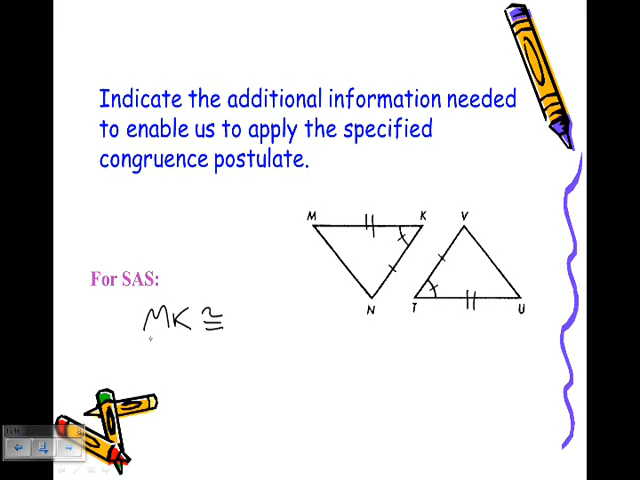 Indicate the additional information needed
to enable us to apply the specified
congruence postulate.
M K V
For SAS:
N T U
MK ≅